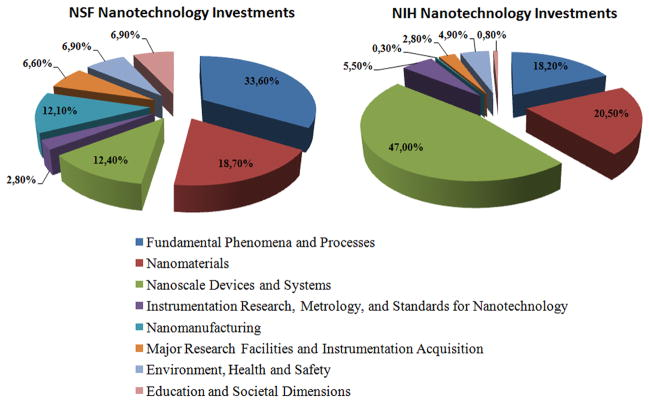 NSF Nanotechnology Investments
6,90%
6,90%
6,60%
12,10%
2,80%
12,40%
18,70%
33,60%
NIH Nanotechnology Investments
0,80%
4,90%
2,80%
0,30%
5,50%
18,20%
20,50%
47,00%
Fundamental Phenomena and Processes
Nanomaterials
Nanoscale Devices and Systems
Instrumentation Research, Metrology, and Standards for Nanotechnology
Nanomanufacturing
Major Research Facilities and Instrumentation Acquisition
Environment, Health and Safety
Education and Societal Dimensions